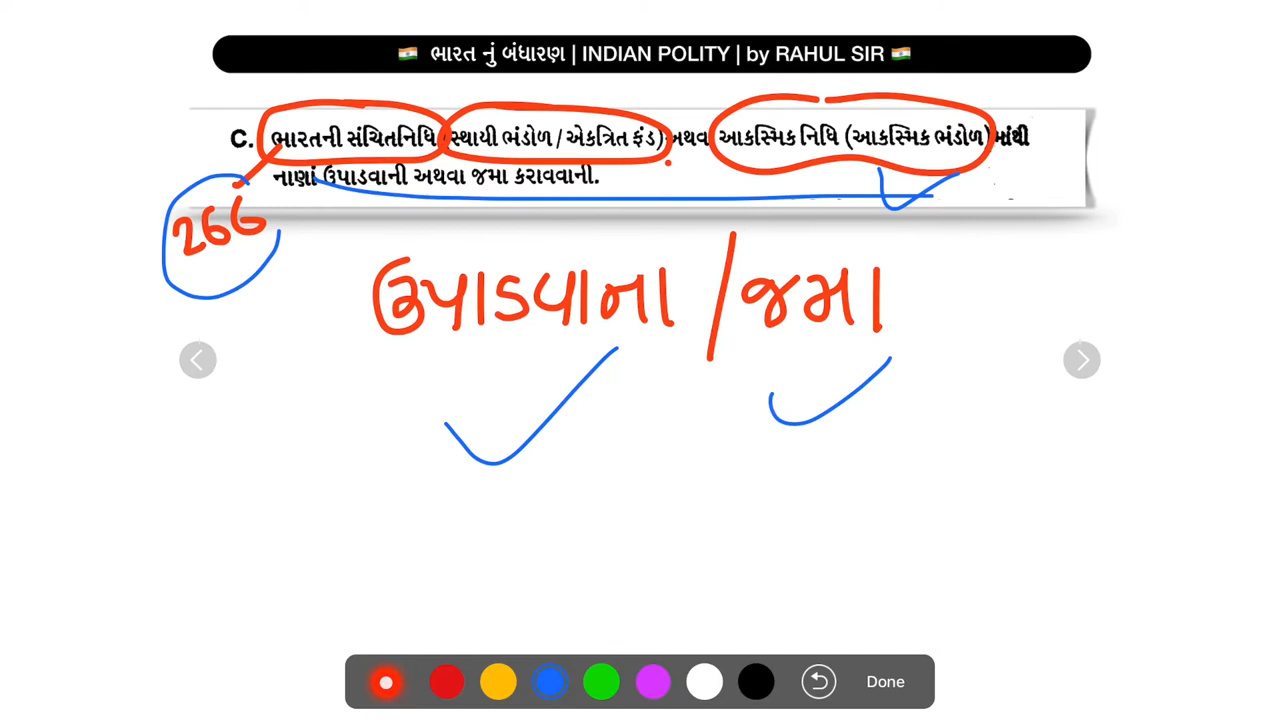 🇮🇳 ભારત નું બંધારણ | INDIAN POLITY | by RAHUL SIR 🇮🇳
C. ભારતની સંચિતનિધિ (સ્થાયી ભંડોળ / એકત્રિત ફંડ) અથવા આકસ્મિક નિધિ (આકસ્મિક ભંડોળ) માંથી
નાણાં ઉપાડવાની અથવા જમા કરાવવાની.
266
ઉપાડવાના / જમા
Done